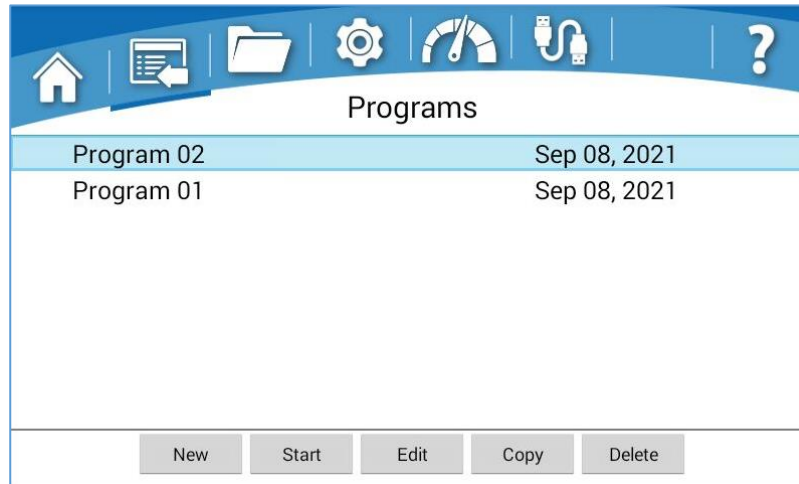 ?
Programs
Program 02 Sep 08, 2021
Program 01 Sep 08, 2021
New Start Edit Copy Delete